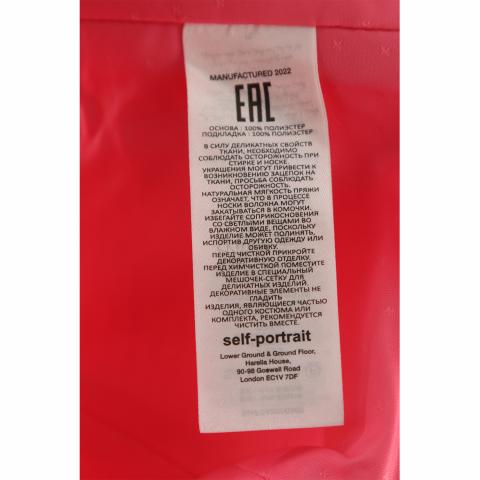 MANUFACTURED 2022
EAC
ОСНОВА : 100% ПОЛИЭСТЕР
ПОДКЛАДКА : 100% ПОЛИЭСТЕР
В СИЛУ ДЕЛИКАТНЫХ СВОЙСТВ
ТКАНИ, НЕОБХОДИМО
СОБЛЮДАТЬ ОСТОРОЖНОСТЬ ПРИ
СТИРКЕ И НОСКЕ.
УКРАШЕНИЯ МОГУТ ПРИВЕСТИ К
ВОЗНИКНОВЕНИЮ ЗАЦЕПОК НА
ТКАНИ, ПРОСЬБА СОБЛЮДАТЬ
ОСТОРОЖНОСТЬ.
НАТУРАЛЬНАЯ МЯГКОСТЬ ПРЯЖИ
ОЗНАЧАЕТ, ЧТО В ПРОЦЕССЕ
НОСКИ ВОЛОКНА МОГУТ
ЗАКАТЫВАТЬСЯ В КОМОЧКИ.
ИЗБЕГАЙТЕ СОПРИКОСНОВЕНИЯ
СО СВЕТЛЫМИ ВЕЩАМИ ВО
ВЛАЖНОМ ВИДЕ, ПОСКОЛЬКУ
ИЗДЕЛИЕ МОЖЕТ ПОЛИНЯТЬ,
ИСПОРТИВ ДРУГУЮ ОДЕЖДУ ИЛИ
ОБИВКУ.
ПЕРЕД ЧИСТКОЙ ПРИКРОЙТЕ
ДЕКОРАТИВНУЮ ОТДЕЛКУ.
ПЕРЕД ХИМЧИСТКОЙ ПОМЕСТИТЕ
ИЗДЕЛИЕ В СПЕЦИАЛЬНЫЙ
МЕШОЧЕК-СЕТКУ ДЛЯ
ДЕЛИКАТНЫХ ИЗДЕЛИЙ.
ДЕКОРАТИВНЫЕ ЭЛЕМЕНТЫ НЕ
ГЛАДИТЬ
ИЗДЕЛИЯ, ЯВЛЯЮЩИЕСЯ ЧАСТЬЮ
ОДНОГО КОСТЮМА ИЛИ
КОМПЛЕКТА, РЕКОМЕНДУЕТСЯ
ЧИСТИТЬ ВМЕСТЕ.
self-portrait
Lower Ground & Ground Floor,
Harella House,
90-98 Goswell Road
London EC1V 7DF